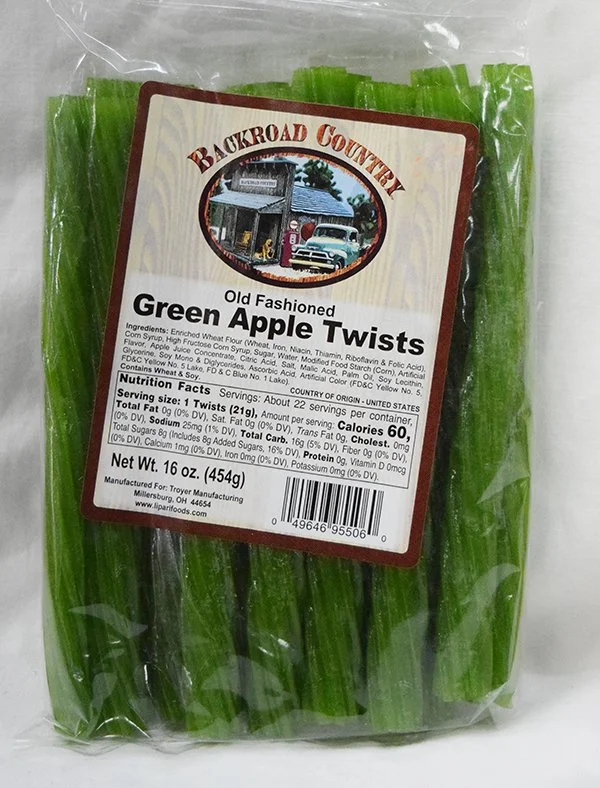 BACKROAD COUNTRY
BACKROAD COUNTRY
Old Fashioned
Green Apple Twists
Ingredients: Enriched Wheat Flour (Wheat, Iron, Niacin, Thiamin, Riboflavin & Folic Acid),
Corn Syrup, High Fructose Corn Syrup, Sugar, Water, Modified Food Starch (Corn), Artificial
Flavor, Apple Juice Concentrate, Citric Acid, Salt, Malic Acid, Palm Oil, Soy Lecithin,
Glycerine, Soy Mono & Diglycerides, Ascorbic Acid, Artificial Color (FD&C Yellow No. 5,
FD&C Yellow No. 5 Lake, FD & C Blue No. 1 Lake).
Contains Wheat & Soy.
COUNTRY OF ORIGIN - UNITED STATES
Nutrition Facts Servings: About 22 servings per container,
Serving size: 1 Twists (21g), Amount per serving: Calories 60,
Total Fat 0g (0% DV), Sat. Fat 0g (0% DV), Trans Fat 0g, Cholest. 0mg
(0% DV), Sodium 25mg (1% DV), Total Carb. 16g (5% DV), Fiber 0g (0% DV),
Total Sugars 8g (Includes 8g Added Sugars, 16% DV), Protein 0g, Vitamin D 0mcg
(0% DV), Calcium 1mg (0% DV), Iron 0mg (0% DV), Potassium 0mg (0% DV).
Net Wt. 16 oz. (454g)
Manufactured For: Troyer Manufacturing
Millersburg, OH 44654
www.liparifoods.com
0 49646 95506 0